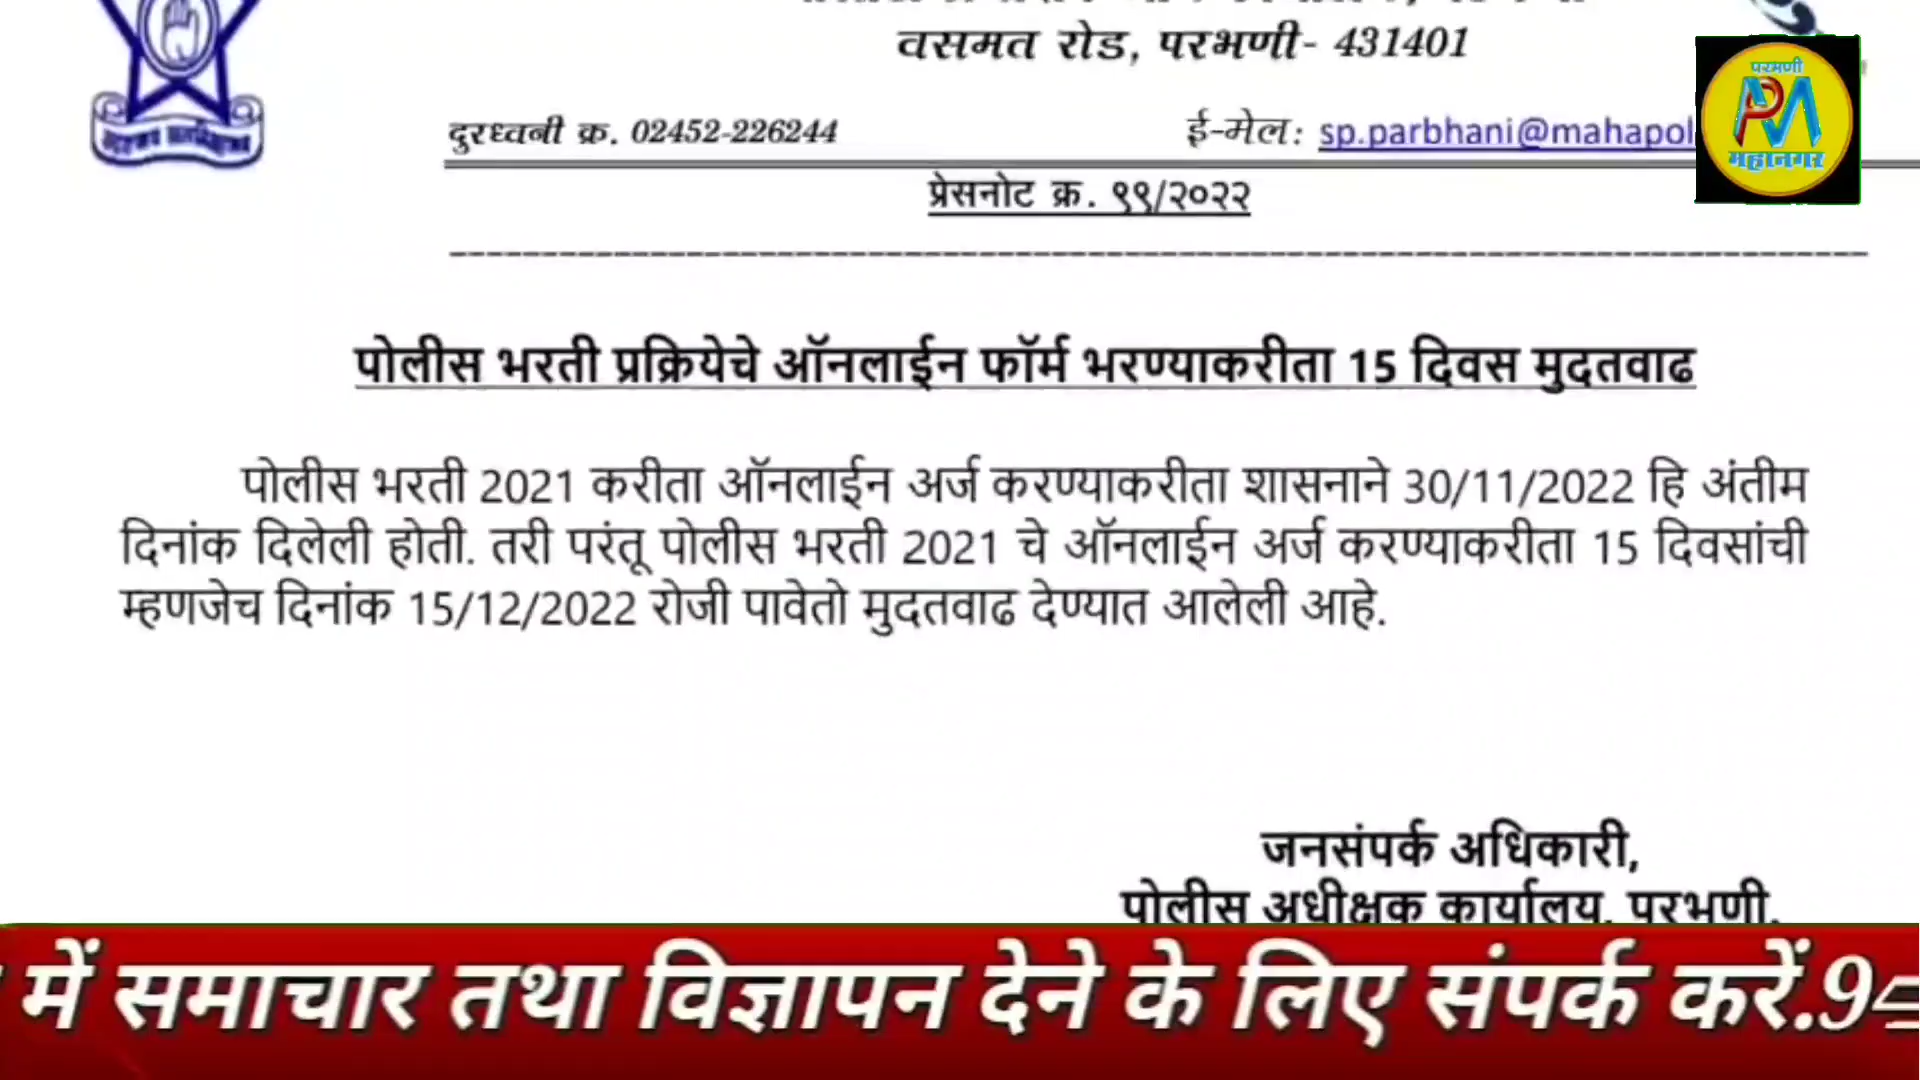 वसमत रोड, परभणी- 431401
परभणी
PM
महानगर
दुरध्वनी क्र. 02452-226244 ई-मेल: sp.parbhani@mahapol
प्रेसनोट क्र. ९९/२०२२
पोलीस भरती प्रक्रियेचे ऑनलाईन फॉर्म भरण्याकरीता 15 दिवस मुदतवाढ
पोलीस भरती 2021 करीता ऑनलाईन अर्ज करण्याकरीता शासनाने 30/11/2022 हि अंतीम
दिनांक दिलेली होती. तरी परंतू पोलीस भरती 2021 चे ऑनलाईन अर्ज करण्याकरीता 15 दिवसांची
म्हणजेच दिनांक 15/12/2022 रोजी पावेतो मुदतवाढ देण्यात आलेली आहे.
जनसंपर्क अधिकारी,
पोलीस अधीक्षक कार्यालय, परभणी.
में समाचार तथा विज्ञापन देने के लिए संपर्क करें.9